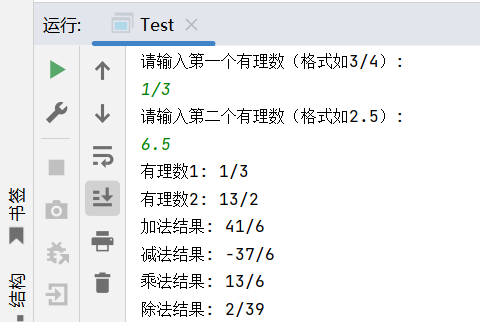 运行:
Test
请输入第一个有理数（格式如3/4）:
1/3
请输入第二个有理数（格式如2.5）:
6.5
有理数1: 1/3
有理数2: 13/2
加法结果: 41/6
减法结果: -37/6
乘法结果: 13/6
除法结果: 2/39
书签
结构